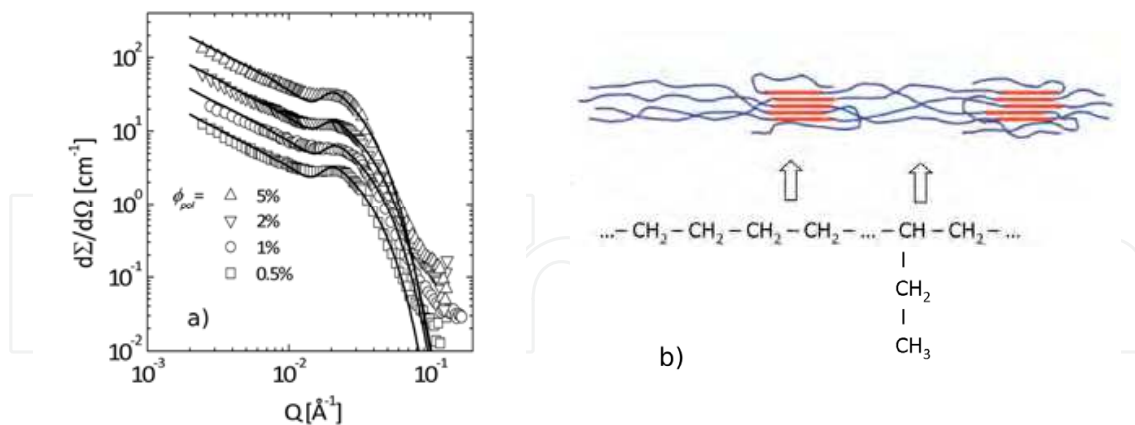 10²
10¹
10⁰
10⁻¹
10⁻²
dΣ/dΩ [cm⁻¹]
ϕ_pol =
△ 5%
▽ 2%
○ 1%
□ 0.5%
a)
10⁻³ 10⁻² 10⁻¹
Q [Å⁻¹]
...– CH₂ – CH₂ – CH₂ – CH₂ – ... – CH – CH₂ – ...
CH₂
CH₃
b)